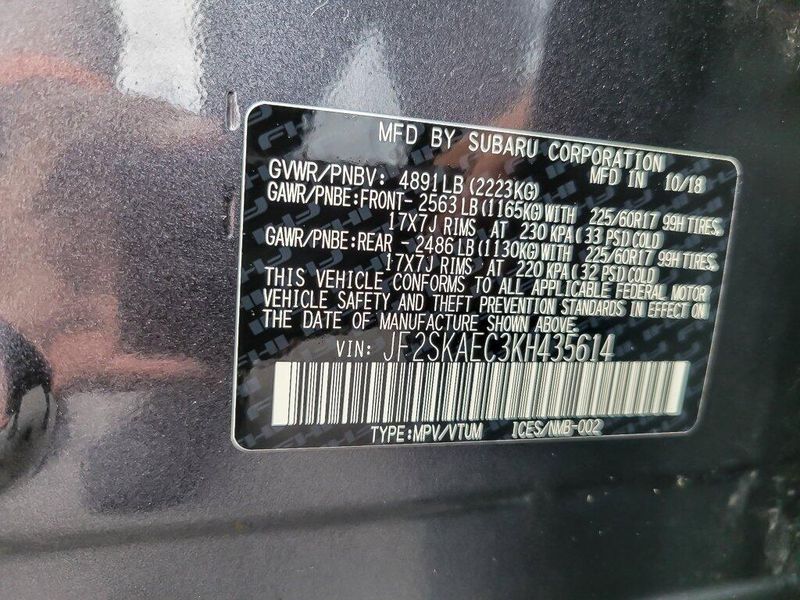 MFD BY SUBARU CORPORATION
GVWR/PNBV: 4891LB(2223KG) MFD IN 10/18
GAWR/PNBE:FRONT- 2563LB(1165KG)WITH 225/60R17 99H TIRES,
17X7J RIMS AT 230 KPA(33 PSI)COLD
GAWR/PNBE:REAR - 2486LB(1130KG)WITH 225/60R17 99H TIRES,
17X7J RIMS AT 220 KPA(32 PSI)COLD
THIS VEHICLE CONFORMS TO ALL APPLICABLE FEDERAL MOTOR
VEHICLE SAFETY AND THEFT PREVENTION STANDARDS IN EFFECT ON
THE DATE OF MANUFACTURE SHOWN ABOVE.
VIN: JF2SKAEC3KH435614
TYPE:MPV/VTUM ICES/NMB-002